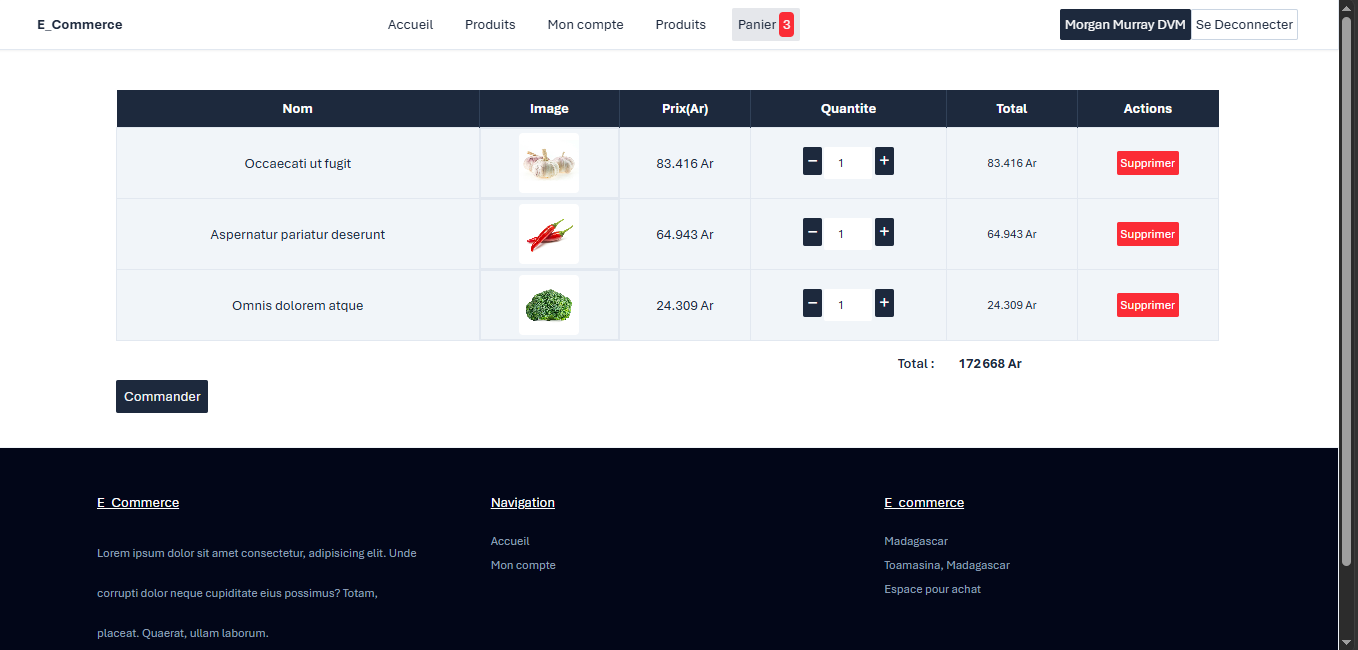 E_Commerce Accueil Produits Mon compte Produits Panier 3 Morgan Murray DVM Se Deconnecter
Nom Image Prix(Ar) Quantite Total Actions
Occaecati ut fugit 83.416 Ar − 1 + 83.416 Ar Supprimer
Aspernatur pariatur deserunt 64.943 Ar − 1 + 64.943 Ar Supprimer
Omnis dolorem atque 24.309 Ar − 1 + 24.309 Ar Supprimer
Total : 172 668 Ar
Commander
E_Commerce Navigation E_commerce
Accueil Madagascar
Lorem ipsum dolor sit amet consectetur, adipisicing elit. Unde
Mon compte Toamasina, Madagascar
Espace pour achat
corrupti dolor neque cupiditate eius possimus? Totam,
placeat. Quaerat, ullam laborum.